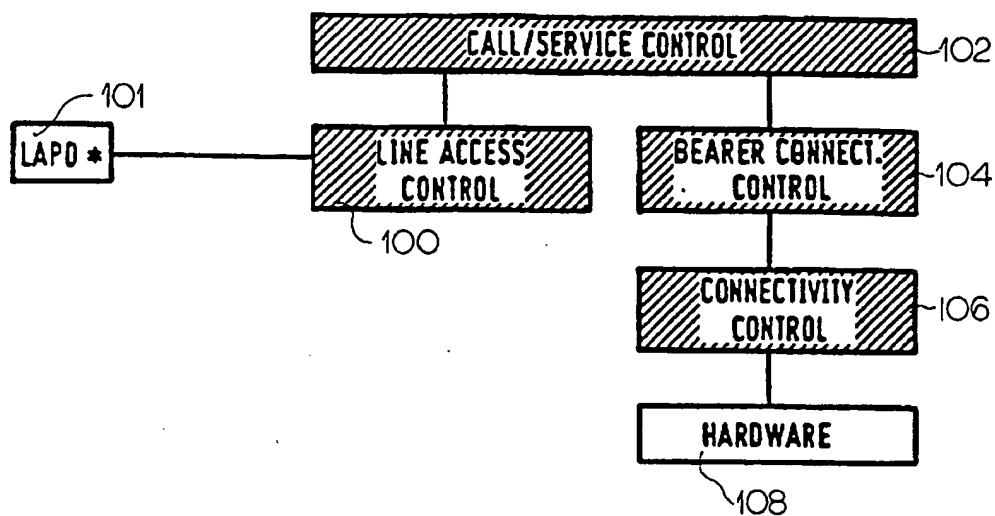 CALL/SERVICE CONTROL
102
101
LAPD *
LINE ACCESS
CONTROL
100
BEARER CONNECT.
CONTROL
104
CONNECTIVITY
CONTROL
106
HARDWARE
108